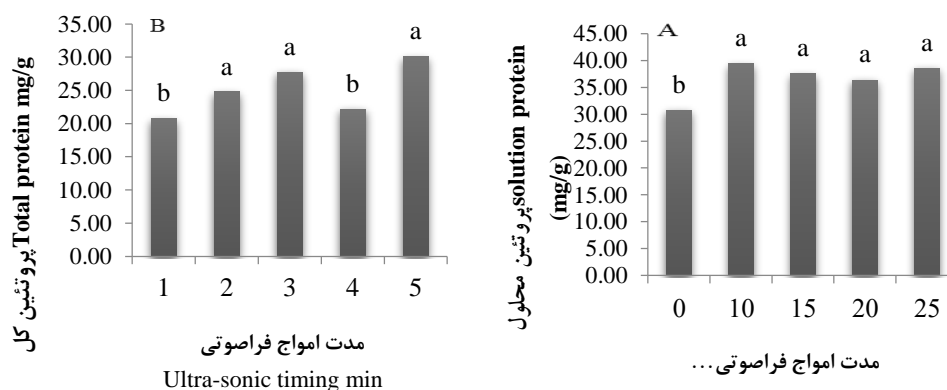 B
35.00
30.00
25.00
20.00
15.00
10.00
5.00
0.00
b
a
a
b
a
1 2 3 4 5
پروتئین کل Total protein mg/g
مدت امواج فراصوتی
Ultra-sonic timing min
A
45.00
40.00
35.00
30.00
25.00
20.00
15.00
10.00
5.00
0.00
b
a
a
a
a
0 10 15 20 25
پروتئین محلول solution protein
(mg/g)
مدت امواج فراصوتی...